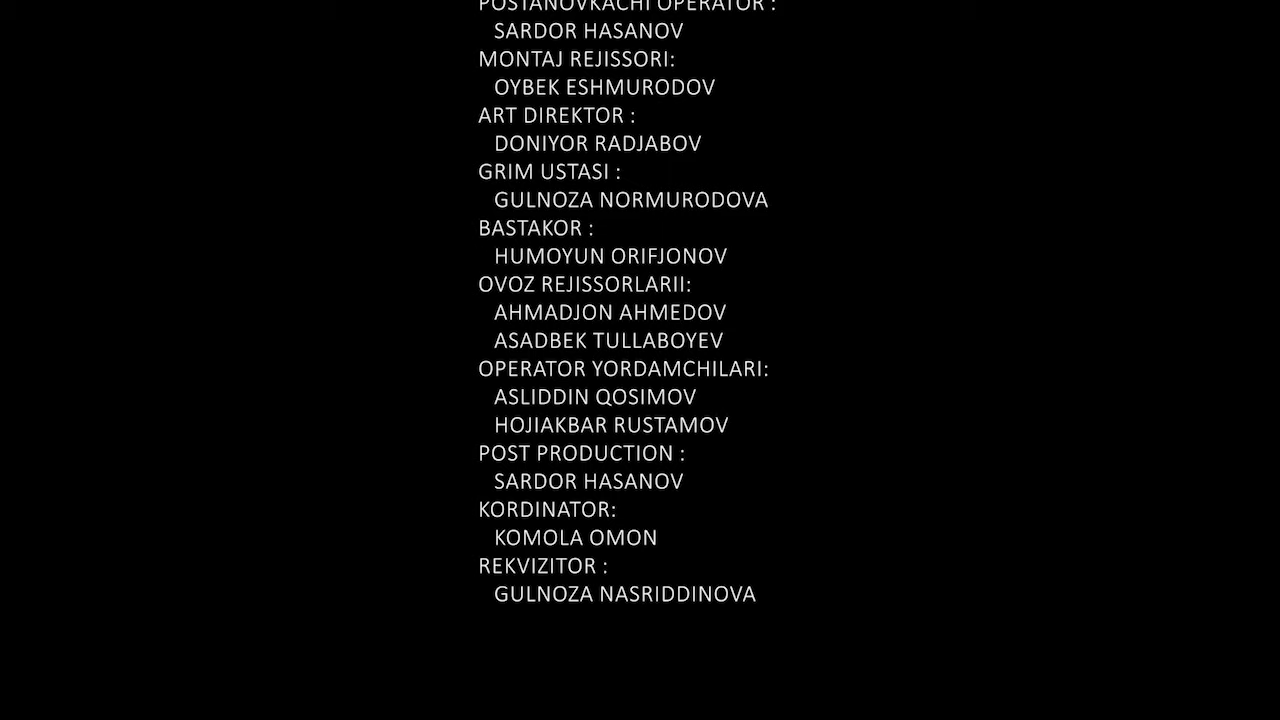 POSTANOVKACHI OPERATOR :
SARDOR HASANOV
MONTAJ REJISSORI:
OYBEK ESHMURODOV
ART DIREKTOR :
DONIYOR RADJABOV
GRIM USTASI :
GULNOZA NORMURODOVA
BASTAKOR :
HUMOYUN ORIFJONOV
OVOZ REJISSORLARII:
AHMADJON AHMEDOV
ASADBEK TULLABOYEV
OPERATOR YORDAMCHILARI:
ASLIDDIN QOSIMOV
HOJIAKBAR RUSTAMOV
POST PRODUCTION :
SARDOR HASANOV
KORDINATOR:
KOMOLA OMON
REKVIZITOR :
GULNOZA NASRIDDINOVA